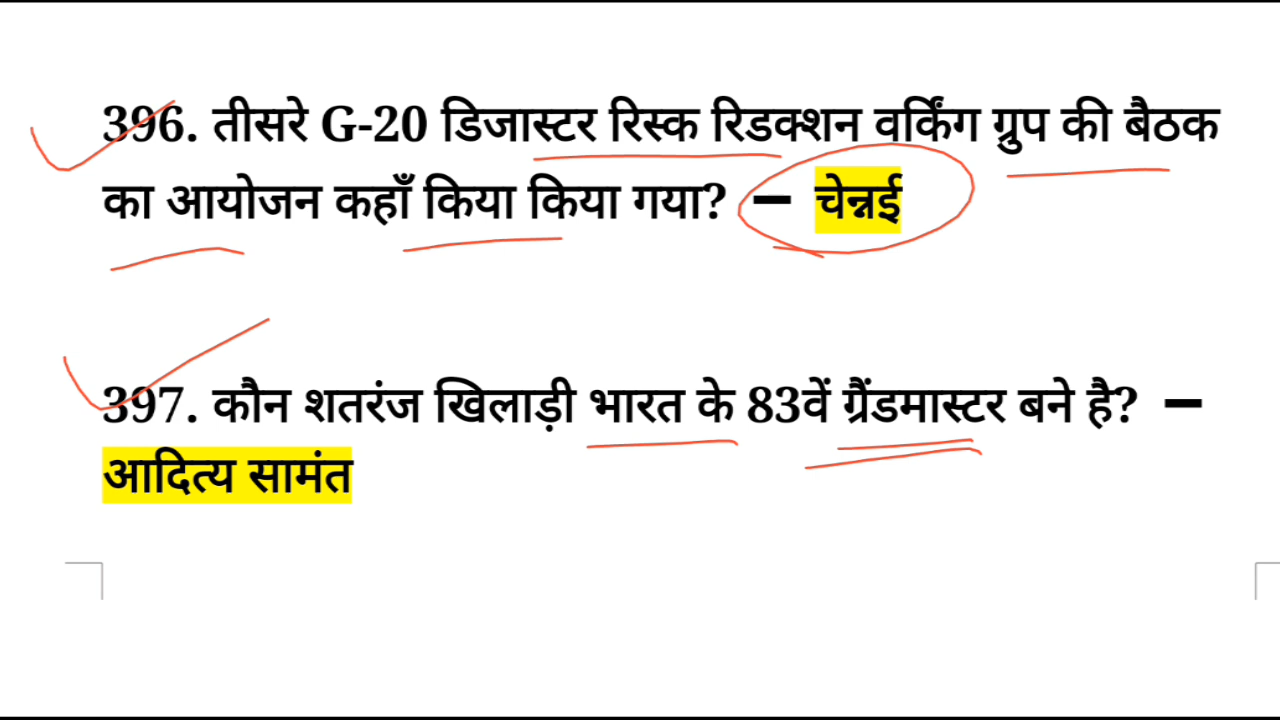 396. तीसरे G-20 डिजास्टर रिस्क रिडक्शन वर्किंग ग्रुप की बैठक
का आयोजन कहाँ किया किया गया? – चेन्नई
397. कौन शतरंज खिलाड़ी भारत के 83वें ग्रैंडमास्टर बने है? –
आदित्य सामंत